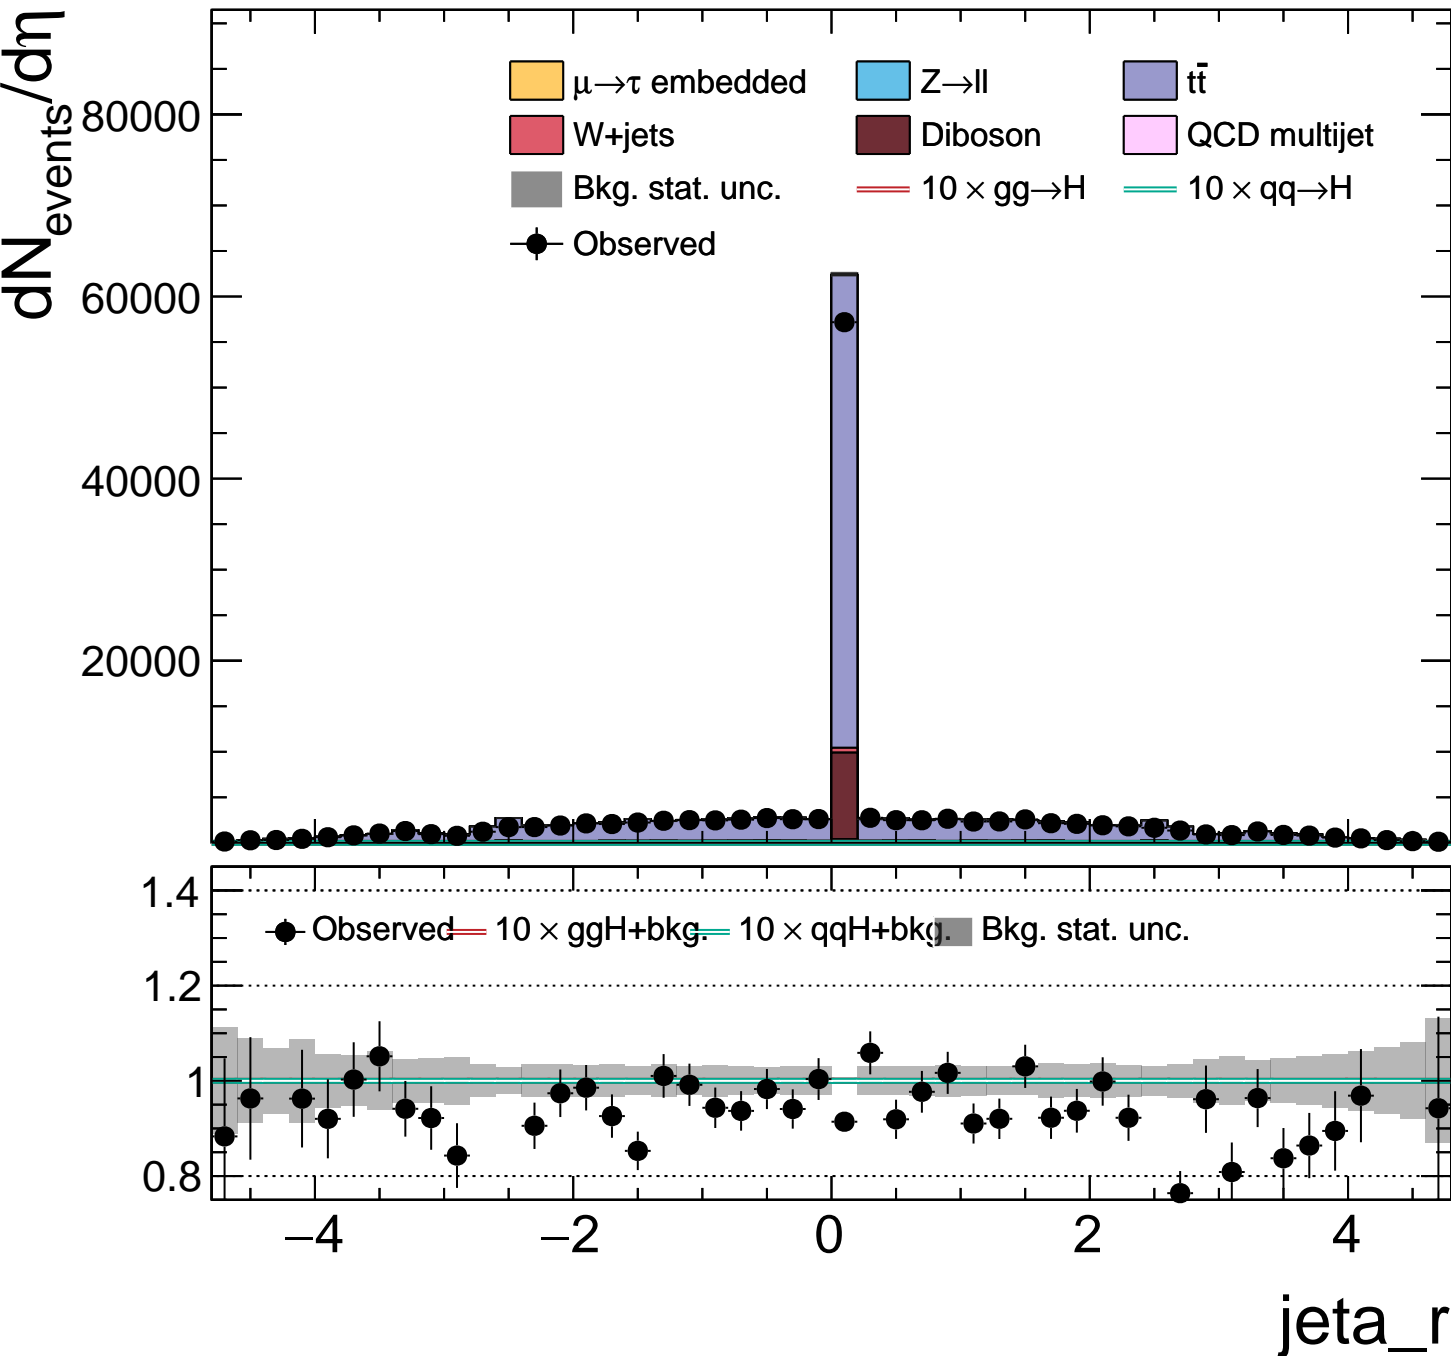 dN_events/dη
80000
60000
40000
20000
μ→τ embedded Z→ll tt̄
W+jets Diboson QCD multijet
Bkg. stat. unc. 10 × gg→H 10 × qq→H
Observed
1.4
1.2
1
0.8
Observed 10 × ggH+bkg. 10 × qqH+bkg. Bkg. stat. unc.
−4 −2 0 2 4
jeta_r